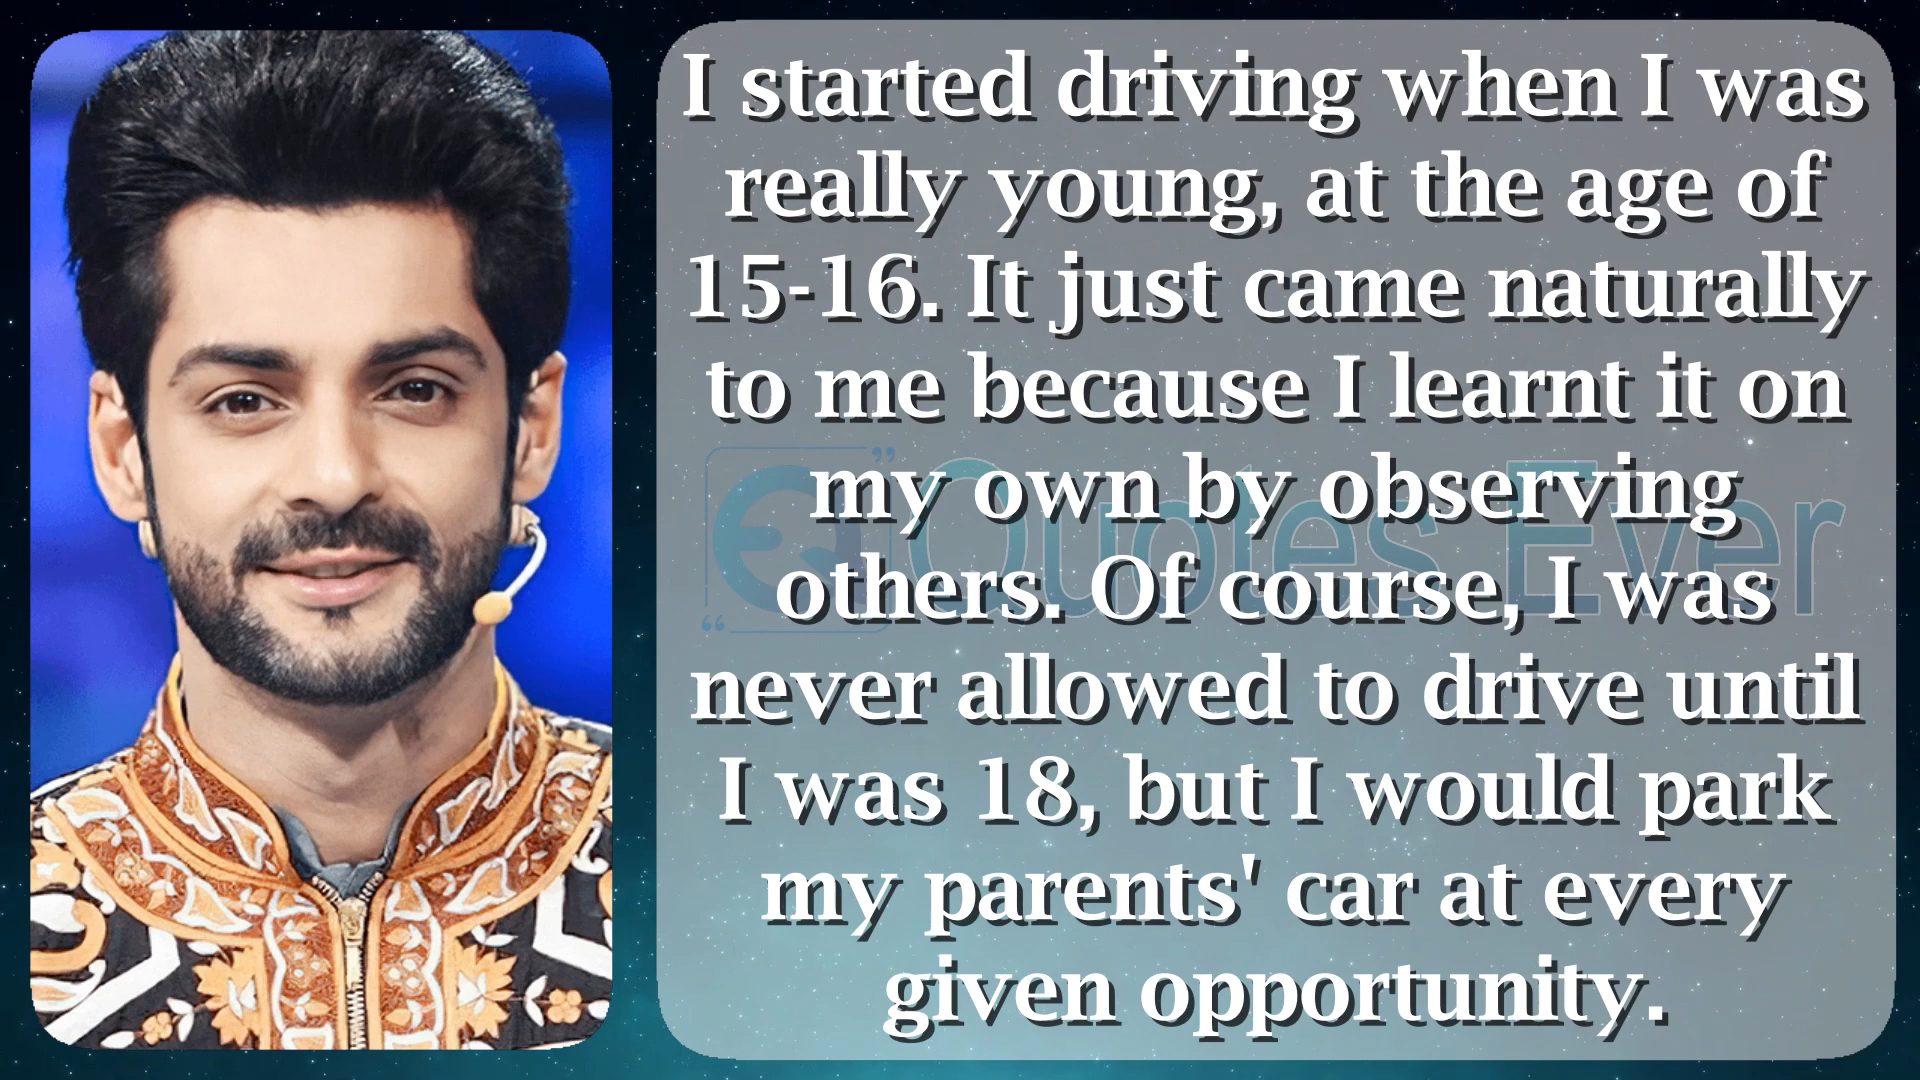 I started driving when I was
really young, at the age of
15-16. It just came naturally
to me because I learnt it on
my own by observing
others. Of course, I was
never allowed to drive until
I was 18, but I would park
my parents' car at every
given opportunity.
Quotes Ever